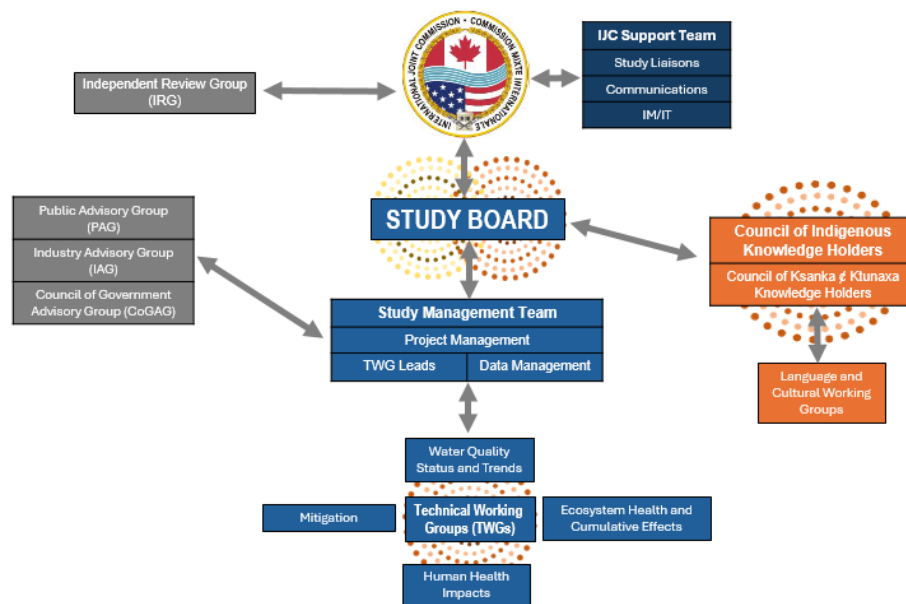 INTERNATIONAL JOINT COMMISSION • COMMISSION MIXTE INTERNATIONALE
IJC Support Team
Study Liaisons
Communications
IM/IT
Independent Review Group
(IRG)
STUDY BOARD
Public Advisory Group
(PAG)
Industry Advisory Group
(IAG)
Council of Government
Advisory Group (CoGAG)
Council of Indigenous
Knowledge Holders
Council of Ksanka ȼ Ktunaxa
Knowledge Holders
Study Management Team
Project Management
TWG Leads
Data Management
Language and
Cultural Working
Groups
Water Quality
Status and Trends
Mitigation
Technical Working
Groups (TWGs)
Ecosystem Health and
Cumulative Effects
Human Health
Impacts